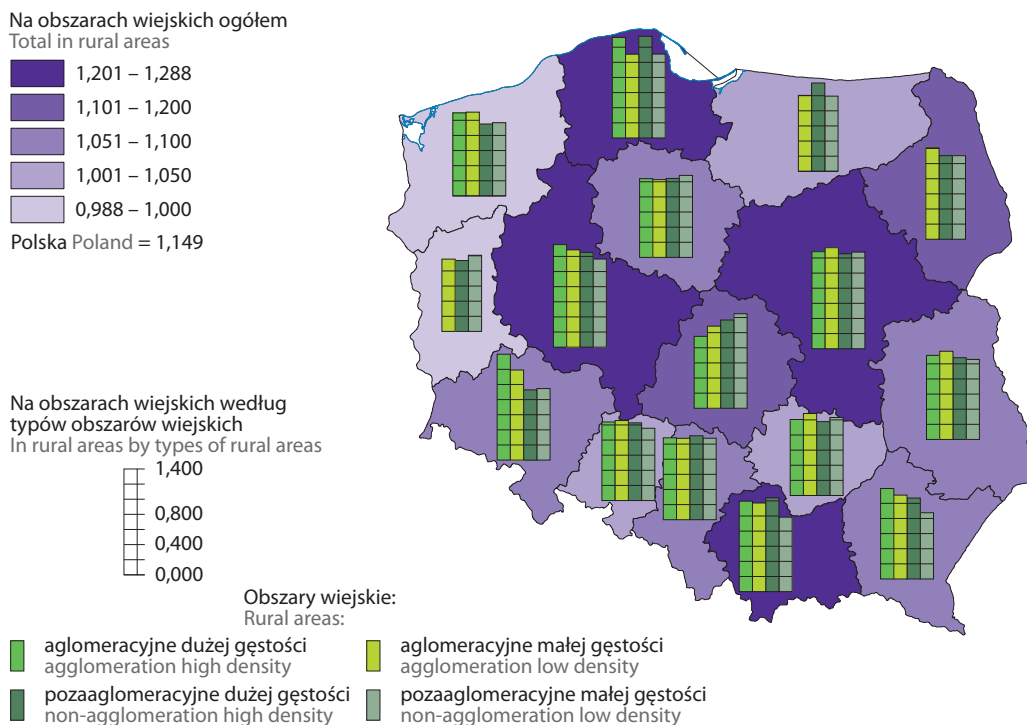 Na obszarach wiejskich ogółem
Total in rural areas
1,201 – 1,288
1,101 – 1,200
1,051 – 1,100
1,001 – 1,050
0,988 – 1,000
Polska Poland = 1,149
Na obszarach wiejskich według
typów obszarów wiejskich
In rural areas by types of rural areas
1,400
0,800
0,400
0,000
Obszary wiejskie:
Rural areas:
aglomeracyjne dużej gęstości
agglomeration high density
aglomeracyjne małej gęstości
agglomeration low density
pozaaglomeracyjne dużej gęstości
non-agglomeration high density
pozaaglomeracyjne małej gęstości
non-agglomeration low density